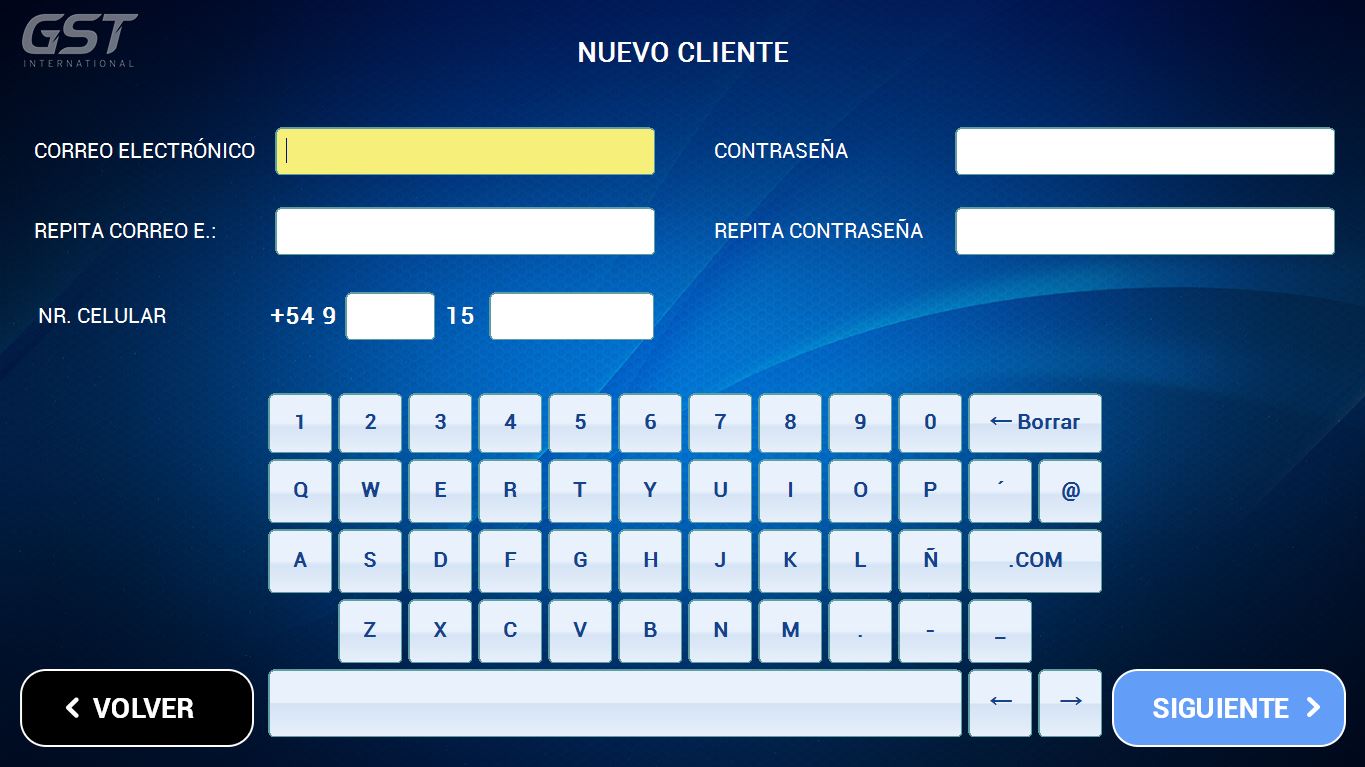 GST
INTERNATIONAL
NUEVO CLIENTE
CORREO ELECTRÓNICO
CONTRASEÑA
REPITA CORREO E.:
REPITA CONTRASEÑA
NR. CELULAR +54 9 15
1 2 3 4 5 6 7 8 9 0 ← Borrar
Q W E R T Y U I O P ´ @
A S D F G H J K L Ñ .COM
Z X C V B N M . - _
< VOLVER
← →
SIGUIENTE >